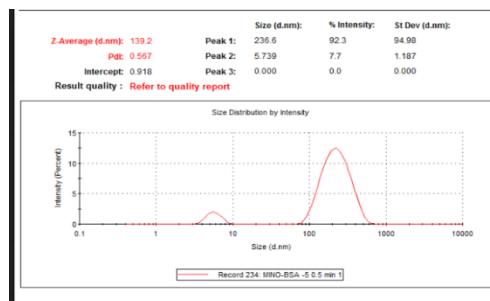 Size (d.nm): % Intensity: St Dev (d.nm):
Z-Average (d.nm): 139.2 Peak 1: 236.6 92.3 94.98
PdI: 0.567 Peak 2: 5.739 7.7 1.187
Intercept: 0.918 Peak 3: 0.000 0.0 0.000
Result quality : Refer to quality report
Size Distribution by Intensity
Intensity (Percent)
15
10
5
0
0.1 1 10 100 1000 10000
Size (d.nm)
Record 234: MINO-BSA -5 0.5 min 1